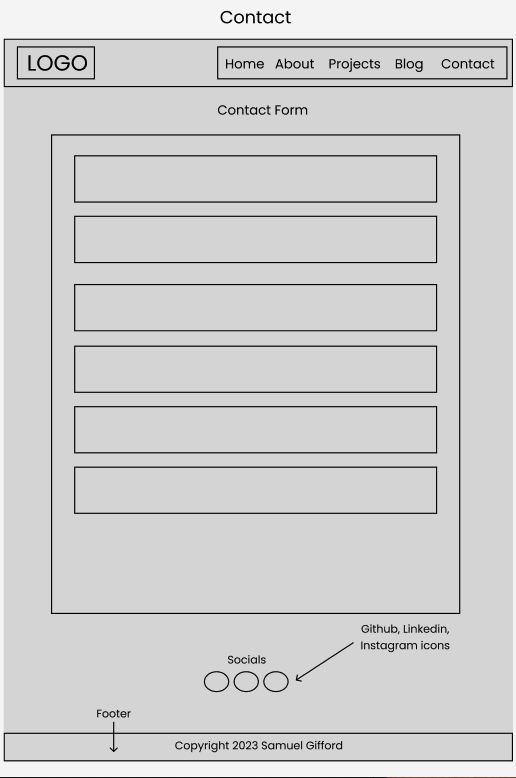 Contact
LOGO
Home About Projects Blog Contact
Contact Form
Github, Linkedin,
Instagram icons
Socials
Footer
Copyright 2023 Samuel Gifford